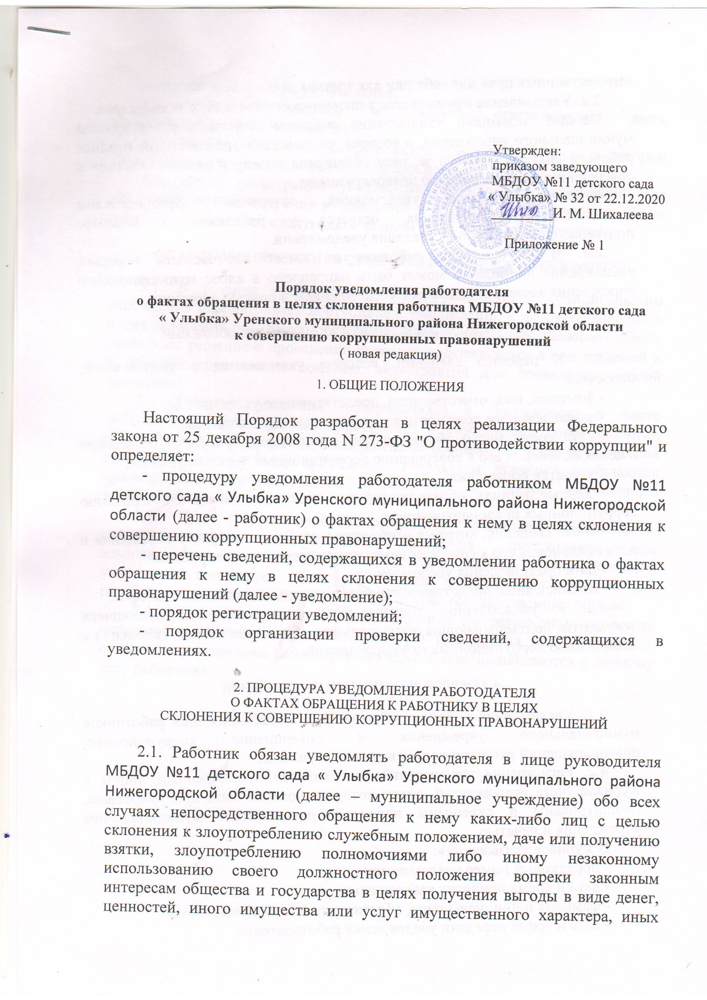 Утвержден:
приказом заведующего
МБДОУ №11 детского сада
« Улыбка» № 32 от 22.12.2020
И. М. Шихалеева
Приложение № 1
Порядок уведомления работодателя
о фактах обращения в целях склонения работника МБДОУ №11 детского сада
« Улыбка» Уренского муниципального района Нижегородской области
к совершению коррупционных правонарушений
( новая редакция)
1. ОБЩИЕ ПОЛОЖЕНИЯ
Настоящий Порядок разработан в целях реализации Федерального
закона от 25 декабря 2008 года N 273-ФЗ "О противодействии коррупции" и
определяет:
- процедуру уведомления работодателя работником МБДОУ №11
детского сада « Улыбка» Уренского муниципального района Нижегородской
области (далее - работник) о фактах обращения к нему в целях склонения к
совершению коррупционных правонарушений;
- перечень сведений, содержащихся в уведомлении работника о фактах
обращения к нему в целях склонения к совершению коррупционных
правонарушений (далее - уведомление);
- порядок регистрации уведомлений;
- порядок организации проверки сведений, содержащихся в
уведомлениях.
2. ПРОЦЕДУРА УВЕДОМЛЕНИЯ РАБОТОДАТЕЛЯ
О ФАКТАХ ОБРАЩЕНИЯ К РАБОТНИКУ В ЦЕЛЯХ
СКЛОНЕНИЯ К СОВЕРШЕНИЮ КОРРУПЦИОННЫХ ПРАВОНАРУШЕНИЙ
2.1. Работник обязан уведомлять работодателя в лице руководителя
МБДОУ №11 детского сада « Улыбка» Уренского муниципального района
Нижегородской области (далее – муниципальное учреждение) обо всех
случаях непосредственного обращения к нему каких-либо лиц с целью
склонения к злоупотреблению служебным положением, даче или получению
взятки, злоупотреблению полномочиями либо иному незаконному
использованию своего должностного положения вопреки законным
интересам общества и государства в целях получения выгоды в виде денег,
ценностей, иного имущества или услуг имущественного характера, иных